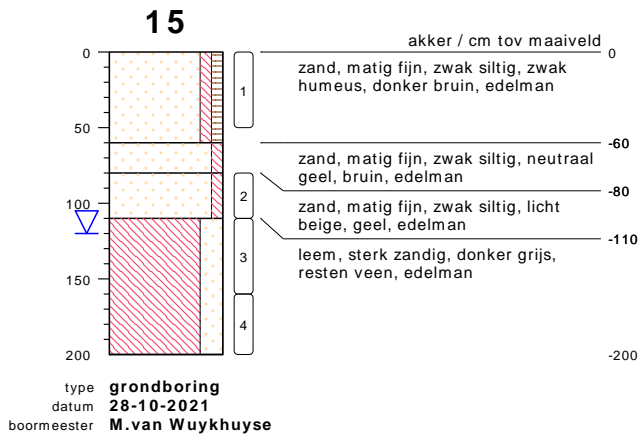 15
akker / cm tov maaiveld
0
0
zand, matig fijn, zwak siltig, zwak
humeus, donker bruin, edelman
1
50
-60
zand, matig fijn, zwak siltig, neutraal
geel, bruin, edelman
-80
100
2
zand, matig fijn, zwak siltig, licht
beige, geel, edelman
-110
leem, sterk zandig, donker grijs,
resten veen, edelman
3
150
4
200
-200
type grondboring
datum 28-10-2021
boormeester M.van Wuykhuyse